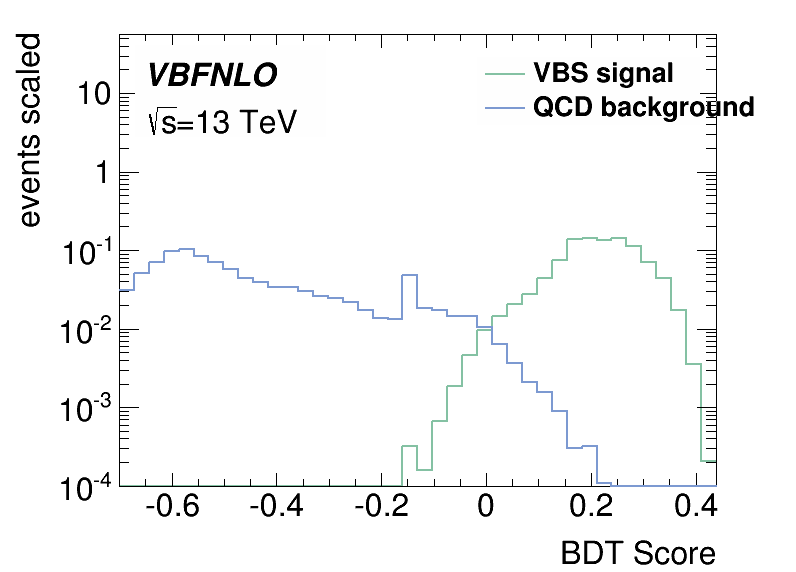 events scaled
VBFNLO
√s=13 TeV
VBS signal
QCD background
10
1
10⁻¹
10⁻²
10⁻³
10⁻⁴
-0.6 -0.4 -0.2 0 0.2 0.4
BDT Score